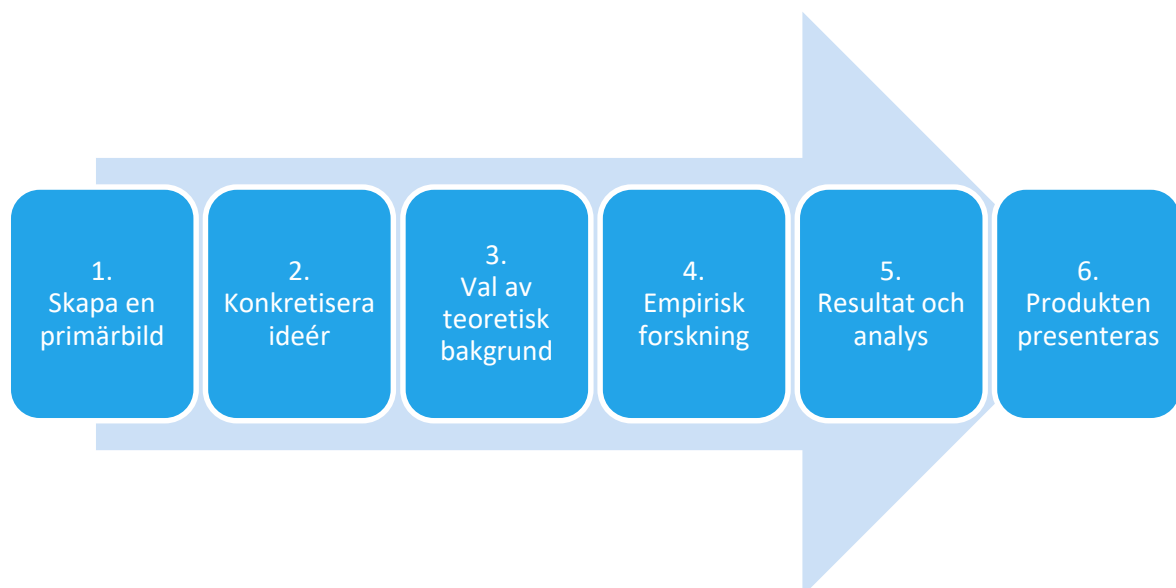 1.
Skapa en
primärbild
2.
Konkretisera
ideér
3.
Val av
teoretisk
bakgrund
4.
Empirisk
forskning
5.
Resultat och
analys
6.
Produkten
presenteras